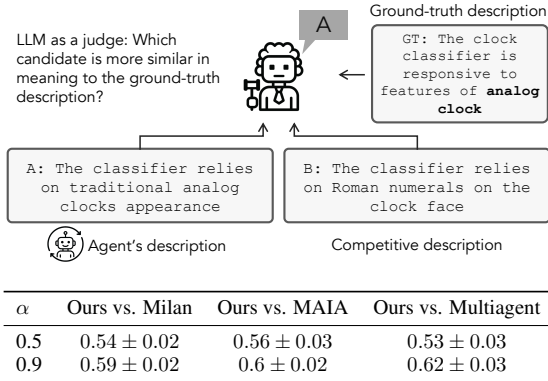 A
Ground-truth description
LLM as a judge: Which
candidate is more similar in
meaning to the ground-truth
description?
GT: The clock
classifier is
responsive to
features of analog
clock
A: The classifier relies
on traditional analog
clocks appearance
B: The classifier relies
on Roman numerals on the
clock face
Agent's description
Competitive description
α Ours vs. Milan Ours vs. MAIA Ours vs. Multiagent
0.5 0.54 ± 0.02 0.56 ± 0.03 0.53 ± 0.03
0.9 0.59 ± 0.02 0.6 ± 0.02 0.62 ± 0.03